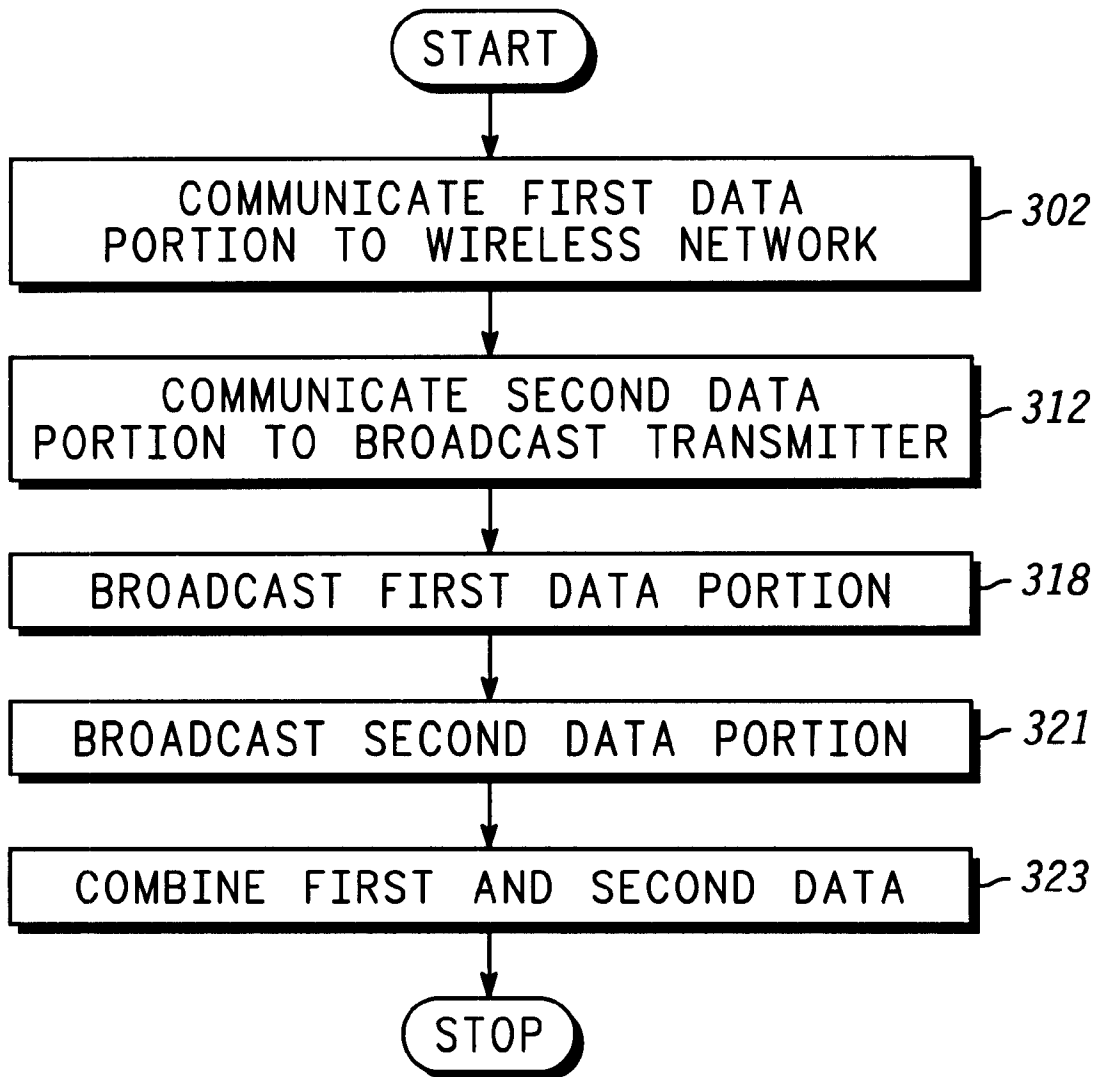 START
COMMUNICATE FIRST DATA
PORTION TO WIRELESS NETWORK
302
COMMUNICATE SECOND DATA
PORTION TO BROADCAST TRANSMITTER
312
BROADCAST FIRST DATA PORTION
318
BROADCAST SECOND DATA PORTION
321
COMBINE FIRST AND SECOND DATA
323
STOP